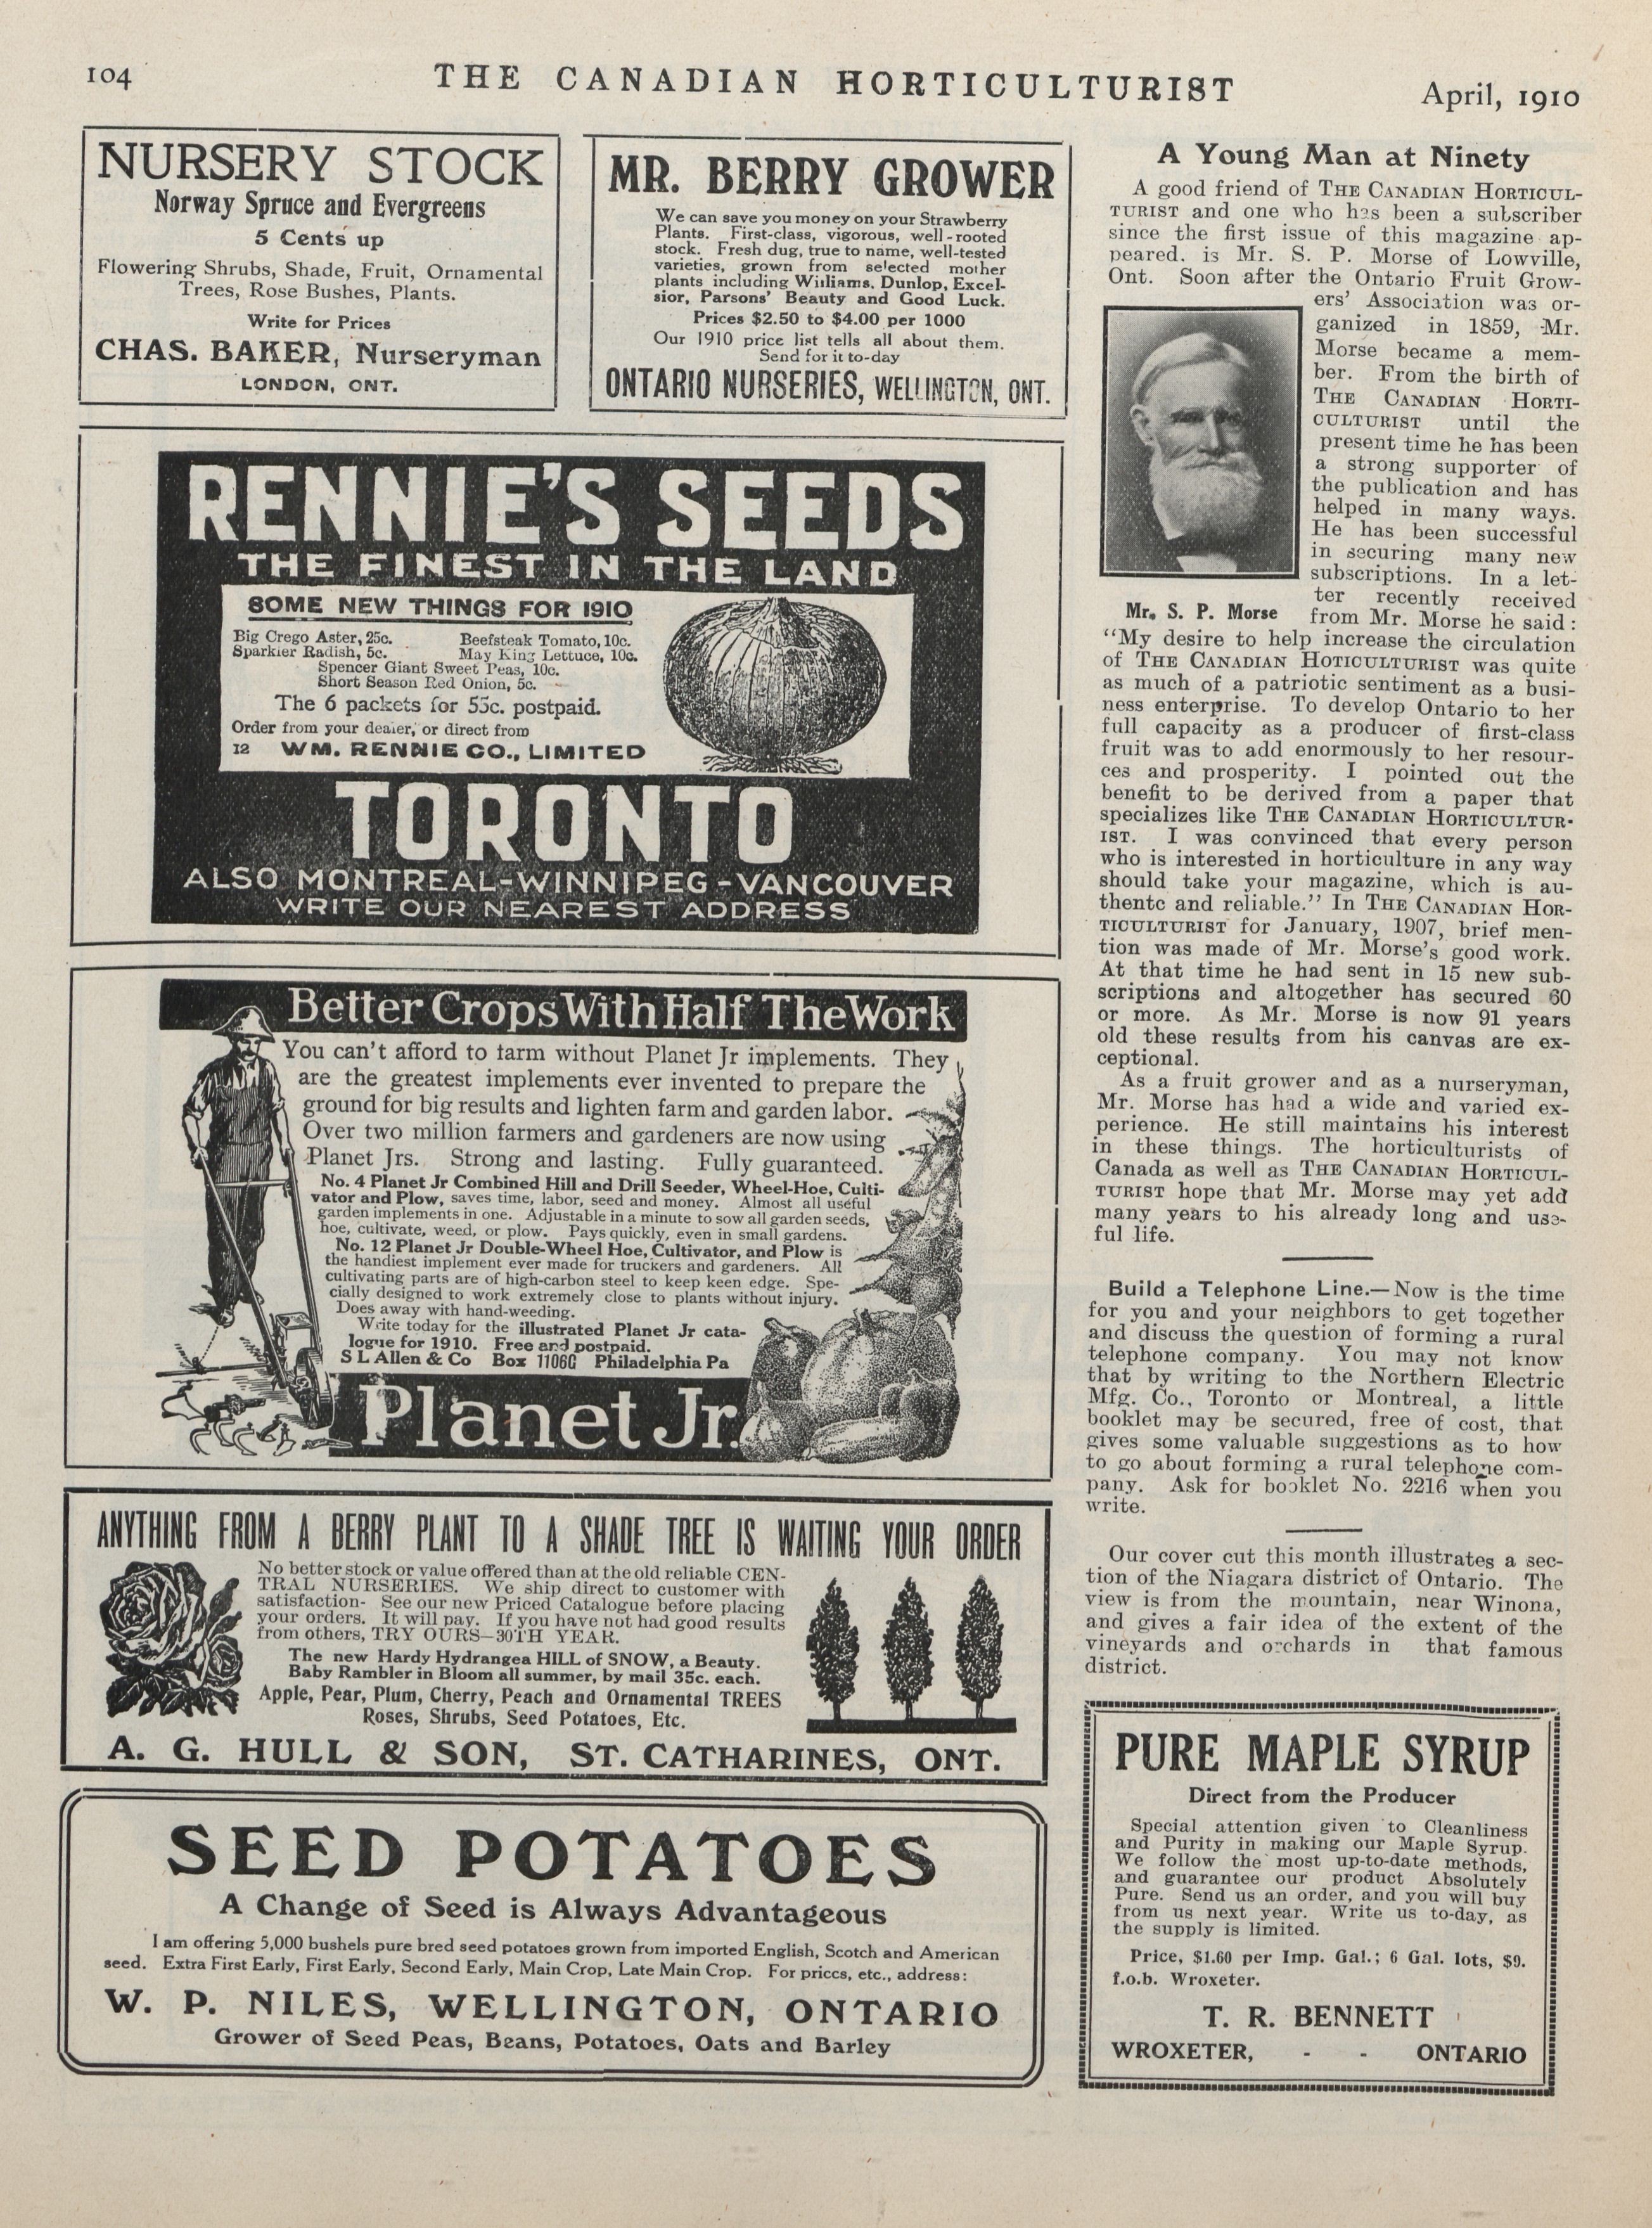 104
THE CANADIAN HORTICULTURIST
April, 1910
NURSERY STOCK
Norway Spruce and Evergreens
5 Cents up
Flowering Shrubs, Shade, Fruit, Ornamental
Trees, Rose Bushes, Plants.
Write for Prices
CHAS. BAKER, Nurseryman
LONDON, ONT.
MR. BERRY GROWER
We can save you money on your Strawberry
Plants. First-class, vigorous, well-rooted
stock. Fresh dug, true to name, well-tested
varieties, grown from selected mother
plants including Williams, Dunlop, Excel-
sior, Parsons' Beauty and Good Luck.
Prices $2.50 to $4.00 per 1000
Our 1910 price list tells all about them.
Send for it to-day
ONTARIO NURSERIES, WELLINGTON, ONT.
RENNIE'S SEEDS
THE FINEST IN THE LAND
SOME NEW THINGS FOR 1910
Big Crego Aster, 25c. Beefsteak Tomato, 10c.
Sparkler Radish, 5c. May King Lettuce, 10c.
Spencer Giant Sweet Peas, 10c.
Short Season Red Onion, 5c.
The 6 packets for 55c. postpaid.
Order from your dealer, or direct from
12 WM. RENNIE CO., LIMITED
TORONTO
ALSO MONTREAL-WINNIPEG-VANCOUVER
WRITE OUR NEAREST ADDRESS
Better Crops With Half The Work
You can't afford to farm without Planet Jr implements. They
are the greatest implements ever invented to prepare the
ground for big results and lighten farm and garden labor.
Over two million farmers and gardeners are now using
Planet Jrs. Strong and lasting. Fully guaranteed.
No. 4 Planet Jr Combined Hill and Drill Seeder, Wheel-Hoe, Culti-
vator and Plow, saves time, labor, seed and money. Almost all useful
garden implements in one. Adjustable in a minute to sow all garden seeds,
hoe, cultivate, weed, or plow. Pays quickly, even in small gardens.
No. 12 Planet Jr Double-Wheel Hoe, Cultivator, and Plow is
the handiest implement ever made for truckers and gardeners. All
cultivating parts are of high-carbon steel to keep keen edge. Spe-
cially designed to work extremely close to plants without injury.
Does away with hand-weeding.
Write today for the illustrated Planet Jr cata-
logue for 1910. Free and postpaid.
S L Allen & Co Box 1106G Philadelphia Pa
Planet Jr.
ANYTHING FROM A BERRY PLANT TO A SHADE TREE IS WAITING YOUR ORDER
No better stock or value offered than at the old reliable CEN-
TRAL NURSERIES. We ship direct to customer with
satisfaction- See our new Priced Catalogue before placing
your orders. It will pay. If you have not had good results
from others, TRY OURS—30TH YEAR.
The new Hardy Hydrangea HILL of SNOW, a Beauty.
Baby Rambler in Bloom all summer, by mail 35c. each.
Apple, Pear, Plum, Cherry, Peach and Ornamental TREES
Roses, Shrubs, Seed Potatoes, Etc.
A. G. HULL & SON, ST. CATHARINES, ONT.
SEED POTATOES
A Change of Seed is Always Advantageous
I am offering 5,000 bushels pure bred seed potatoes grown from imported English, Scotch and American
seed. Extra First Early, First Early, Second Early, Main Crop, Late Main Crop. For prices, etc., address:
W. P. NILES, WELLINGTON, ONTARIO
Grower of Seed Peas, Beans, Potatoes, Oats and Barley
A Young Man at Ninety
A good friend of THE CANADIAN HORTICUL-
TURIST and one who has been a subscriber
since the first issue of this magazine ap-
peared. is Mr. S. P. Morse of Lowville,
Ont. Soon after the Ontario Fruit Grow-
ers' Association was or-
ganized in 1859, Mr.
Morse became a mem-
ber. From the birth of
THE CANADIAN HORTI-
CULTURIST until the
present time he has been
a strong supporter of
the publication and has
helped in many ways.
He has been successful
in securing many new
subscriptions. In a let-
ter recently received
from Mr. Morse he said:
Mr. S. P. Morse
"My desire to help increase the circulation
of THE CANADIAN HOTICULTURIST was quite
as much of a patriotic sentiment as a busi-
ness enterprise. To develop Ontario to her
full capacity as a producer of first-class
fruit was to add enormously to her resour-
ces and prosperity. I pointed out the
benefit to be derived from a paper that
specializes like THE CANADIAN HORTICULTUR-
IST. I was convinced that every person
who is interested in horticulture in any way
should take your magazine, which is au-
thentc and reliable." In THE CANADIAN HOR-
TICULTURIST for January, 1907, brief men-
tion was made of Mr. Morse's good work.
At that time he had sent in 15 new sub-
scriptions and altogether has secured 60
or more. As Mr. Morse is now 91 years
old these results from his canvas are ex-
ceptional.
As a fruit grower and as a nurseryman,
Mr. Morse has had a wide and varied ex-
perience. He still maintains his interest
in these things. The horticulturists of
Canada as well as THE CANADIAN HORTICUL-
TURIST hope that Mr. Morse may yet add
many years to his already long and use-
ful life.
Build a Telephone Line.—Now is the time
for you and your neighbors to get together
and discuss the question of forming a rural
telephone company. You may not know
that by writing to the Northern Electric
Mfg. Co., Toronto or Montreal, a little
booklet may be secured, free of cost, that
gives some valuable suggestions as to how
to go about forming a rural telephone com-
pany. Ask for booklet No. 2216 when you
write.
Our cover cut this month illustrates a sec-
tion of the Niagara district of Ontario. The
view is from the mountain, near Winona,
and gives a fair idea of the extent of the
vineyards and orchards in that famous
district.
PURE MAPLE SYRUP
Direct from the Producer
Special attention given to Cleanliness
and Purity in making our Maple Syrup.
We follow the most up-to-date methods,
and guarantee our product Absolutely
Pure. Send us an order, and you will buy
from us next year. Write us to-day, as
the supply is limited.
Price, $1.60 per Imp. Gal.; 6 Gal. lots, $9.
f.o.b. Wroxeter.
T. R. BENNETT
WROXETER, - - ONTARIO